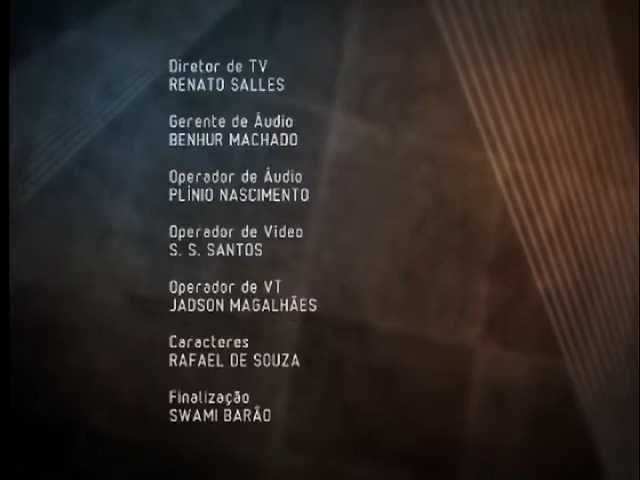 Diretor de TV
RENATO SALLES
Gerente de Áudio
BENHUR MACHADO
Operador de Áudio
PLÍNIO NASCIMENTO
Operador de Vídeo
S. S. SANTOS
Operador de VT
JADSON MAGALHÃES
Caracteres
RAFAEL DE SOUZA
Finalização
SWAMI BARÃO